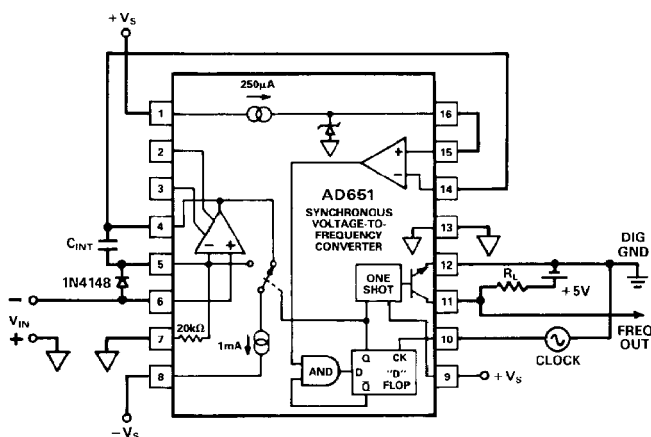 +VS
250μA
1
16
2
15
3
14
AD651
SYNCHRONOUS
VOLTAGE-TO-
FREQUENCY
CONVERTER
4
13
CINT
5
12
DIG
GND
1N4148
ONE
SHOT
RL
+5V
6
11
VIN
20kΩ
1mA
FREQ
OUT
7
10
CLOCK
AND
D
Q
CK
"D"
FLOP
Q̅
8
9
+VS
−VS
−
+